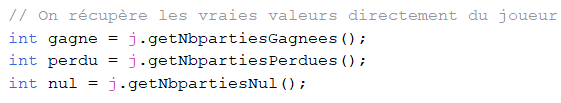 // On récupère les vraies valeurs directement du joueur
int gagne = j.getNbpartiesGagnees();
int perdu = j.getNbpartiesPerdues();
int nul = j.getNbpartiesNul();